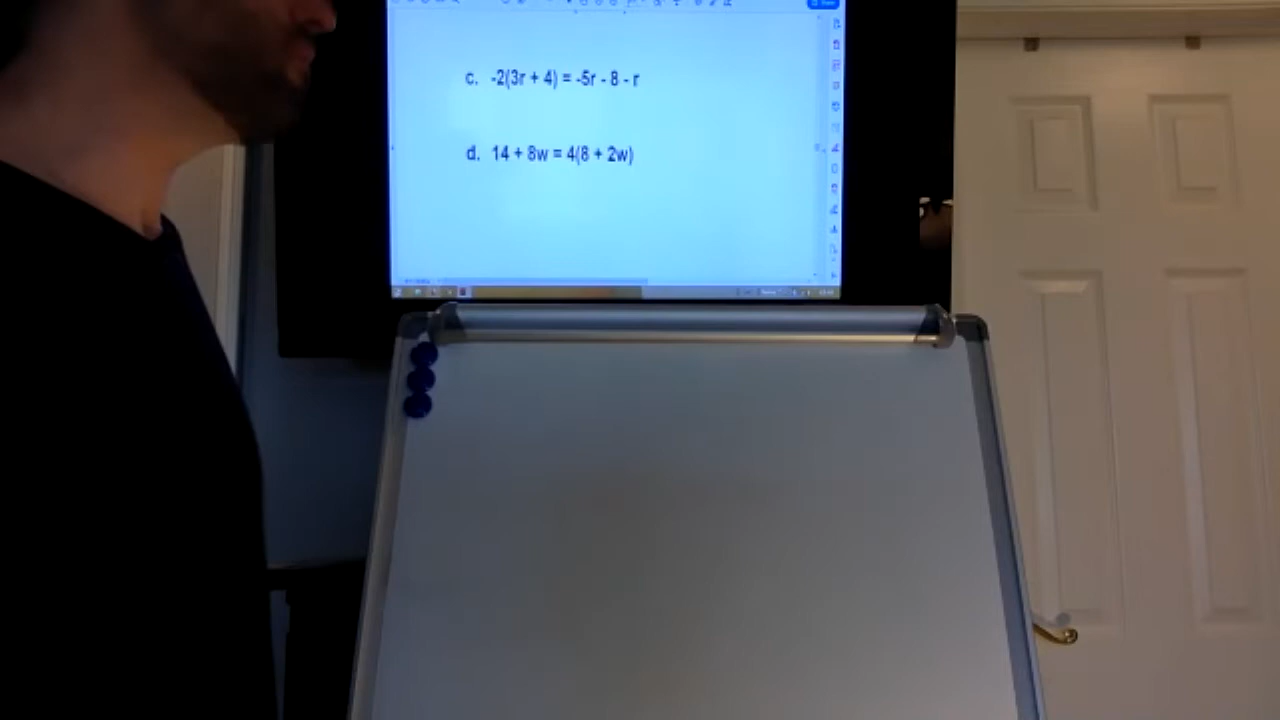 c. -2(3r + 4) = -5r - 8 - r
d. 14 + 8w = 4(8 + 2w)